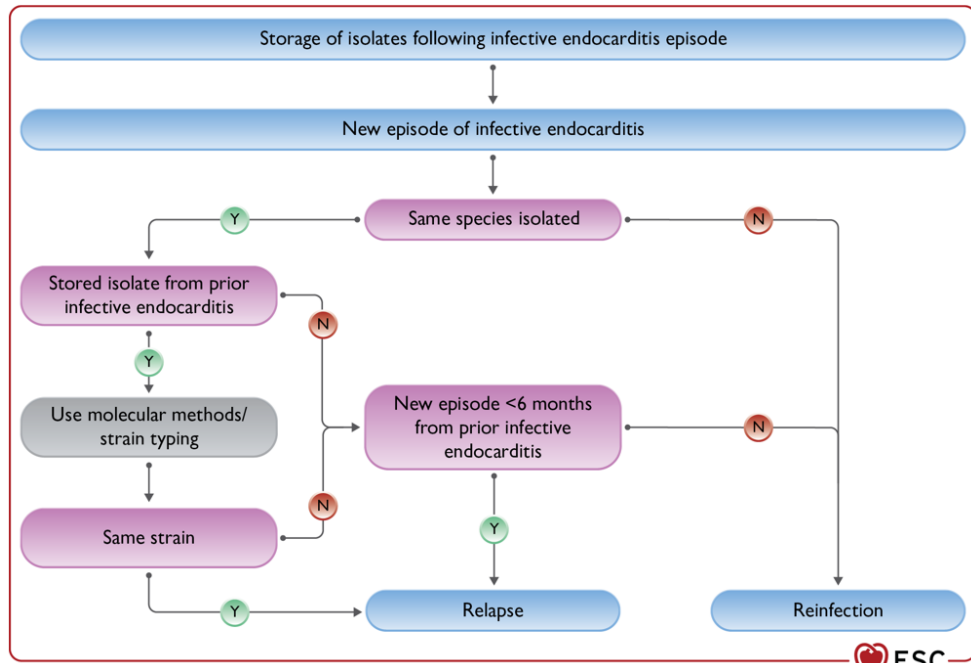 Storage of isolates following infective endocarditis episode
New episode of infective endocarditis
Same species isolated
Y
N
Stored isolate from prior
infective endocarditis
N
Y
Use molecular methods/
strain typing
New episode <6 months
from prior infective
endocarditis
N
N
Same strain
Y
Y
Relapse
Reinfection
ESC